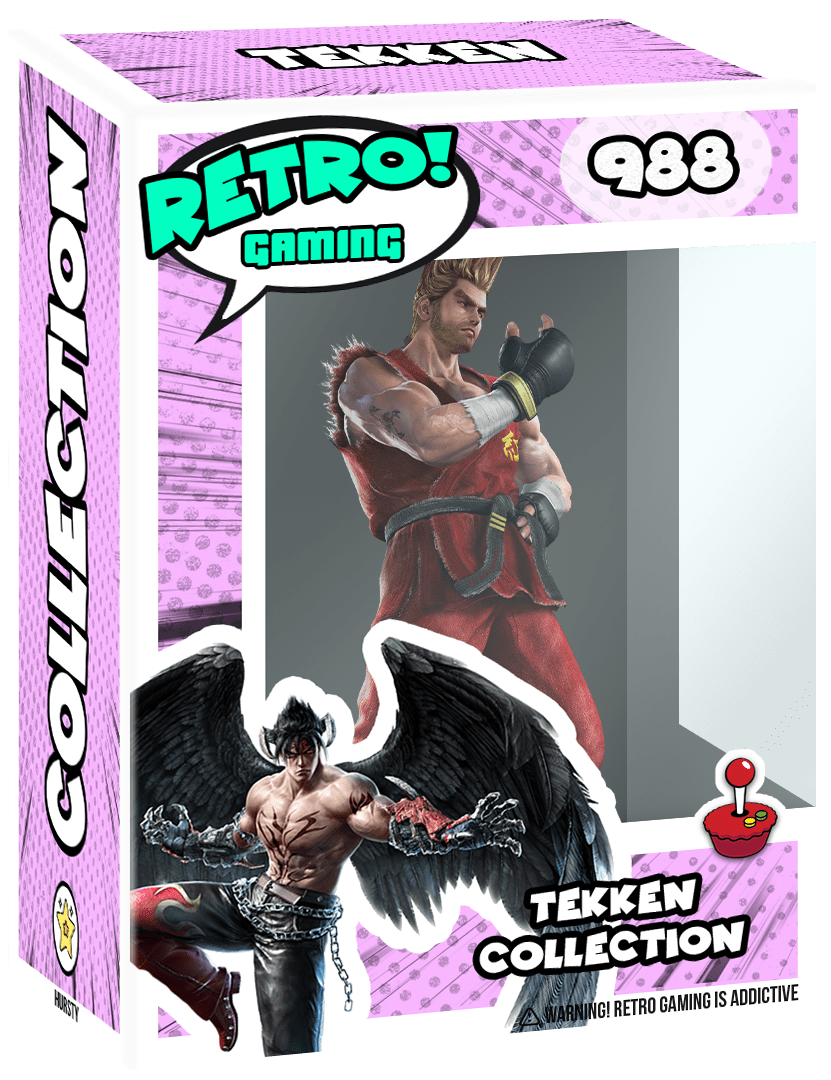 TEKKEN
RETRO!
GAMING
988
COLLECTION
TEKKEN
COLLECTION
HURSTY
WARNING! RETRO GAMING IS ADDICTIVE